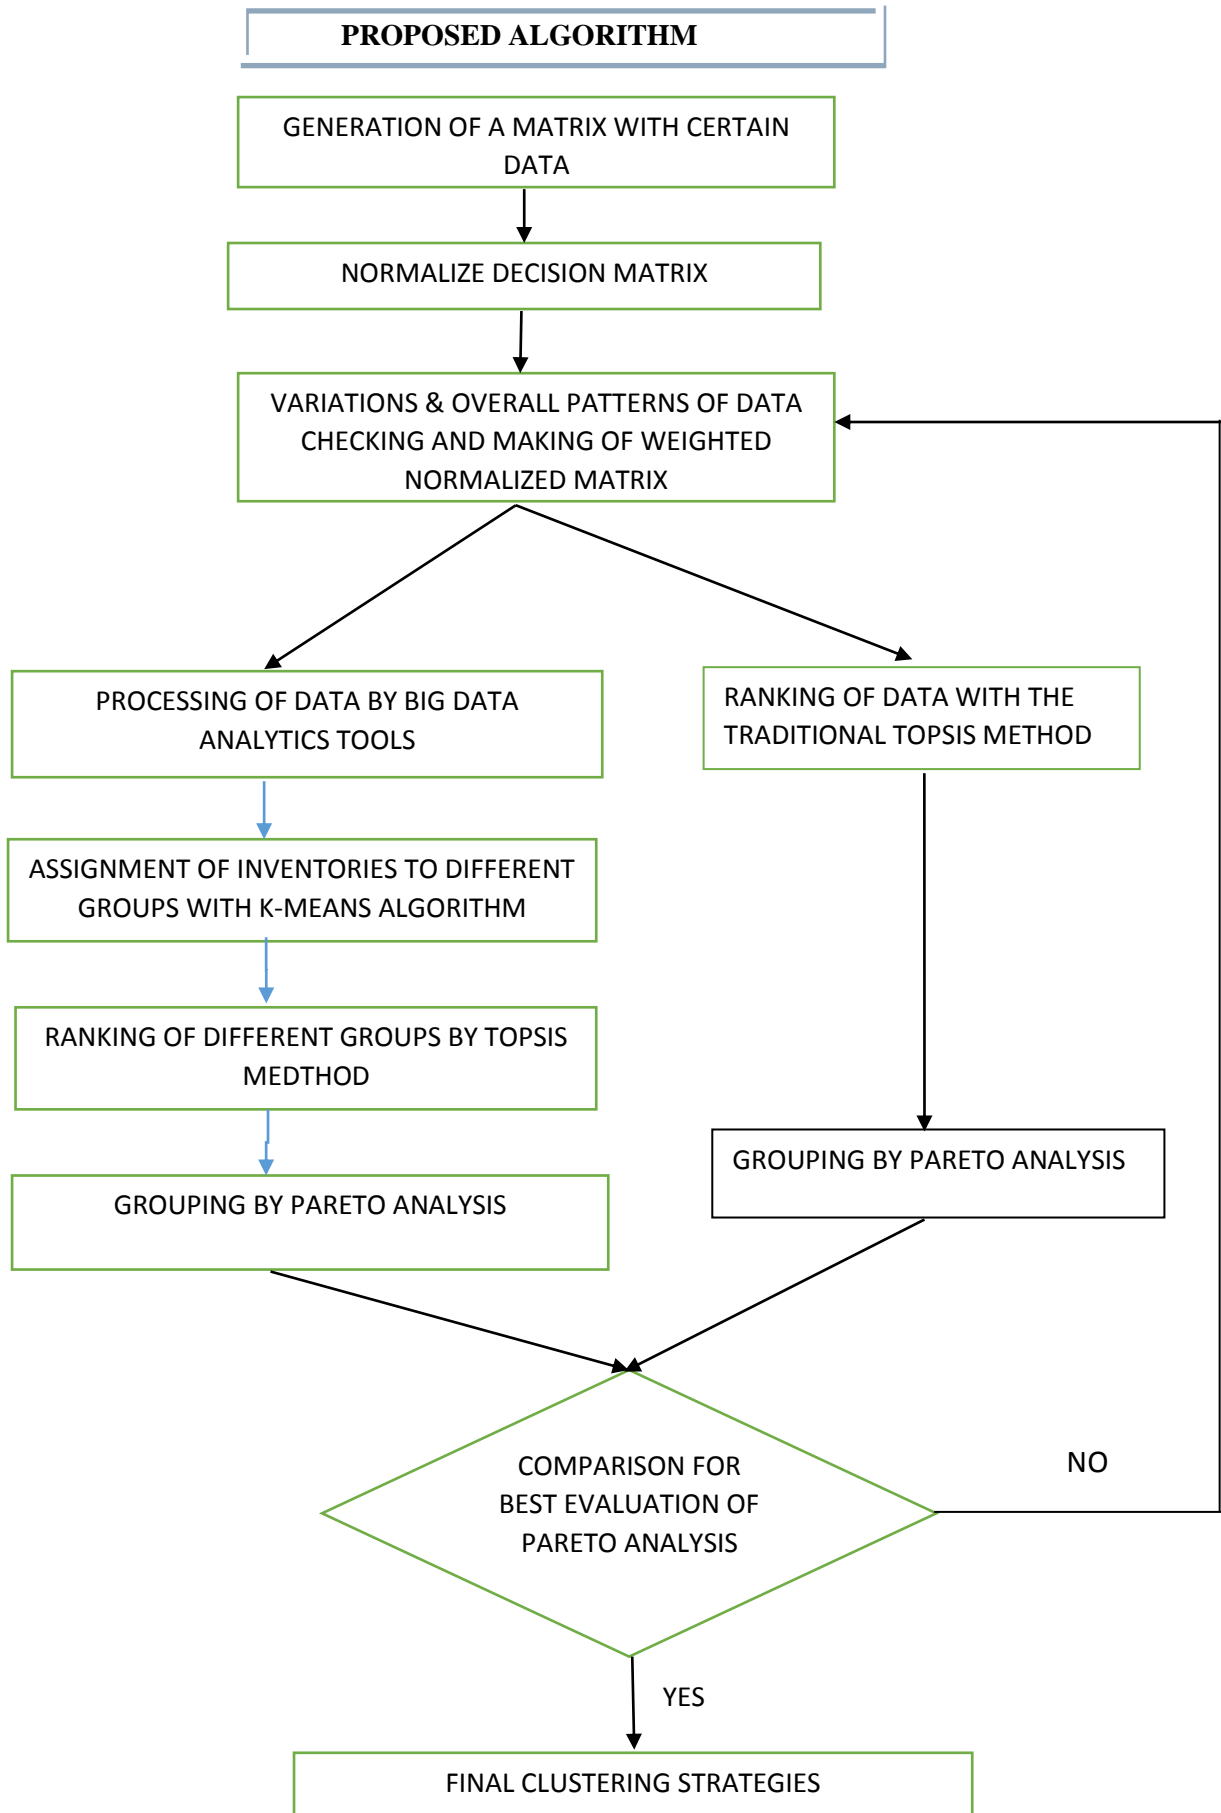 PROPOSED ALGORITHM
GENERATION OF A MATRIX WITH CERTAIN
DATA
NORMALIZE DECISION MATRIX
VARIATIONS & OVERALL PATTERNS OF DATA
CHECKING AND MAKING OF WEIGHTED
NORMALIZED MATRIX
PROCESSING OF DATA BY BIG DATA
ANALYTICS TOOLS
RANKING OF DATA WITH THE
TRADITIONAL TOPSIS METHOD
ASSIGNMENT OF INVENTORIES TO DIFFERENT
GROUPS WITH K-MEANS ALGORITHM
RANKING OF DIFFERENT GROUPS BY TOPSIS
MEDTHOD
GROUPING BY PARETO ANALYSIS
GROUPING BY PARETO ANALYSIS
COMPARISON FOR
BEST EVALUATION OF
PARETO ANALYSIS
NO
YES
FINAL CLUSTERING STRATEGIES